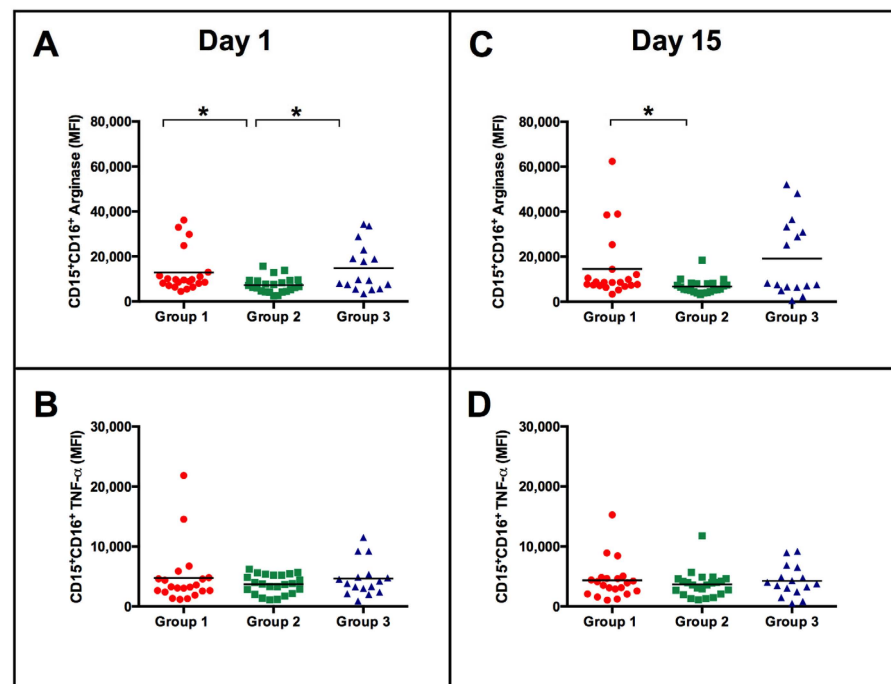 A
Day 1
*
*
CD15+CD16+ Arginase (MFI)
80,000
60,000
40,000
20,000
0
Group 1
Group 2
Group 3
C
Day 15
*
CD15+CD16+ Arginase (MFI)
80,000
60,000
40,000
20,000
0
Group 1
Group 2
Group 3
B
CD15+CD16+ TNF-α (MFI)
30,000
20,000
10,000
0
Group 1
Group 2
Group 3
D
CD15+CD16+ TNF-α (MFI)
30,000
20,000
10,000
0
Group 1
Group 2
Group 3